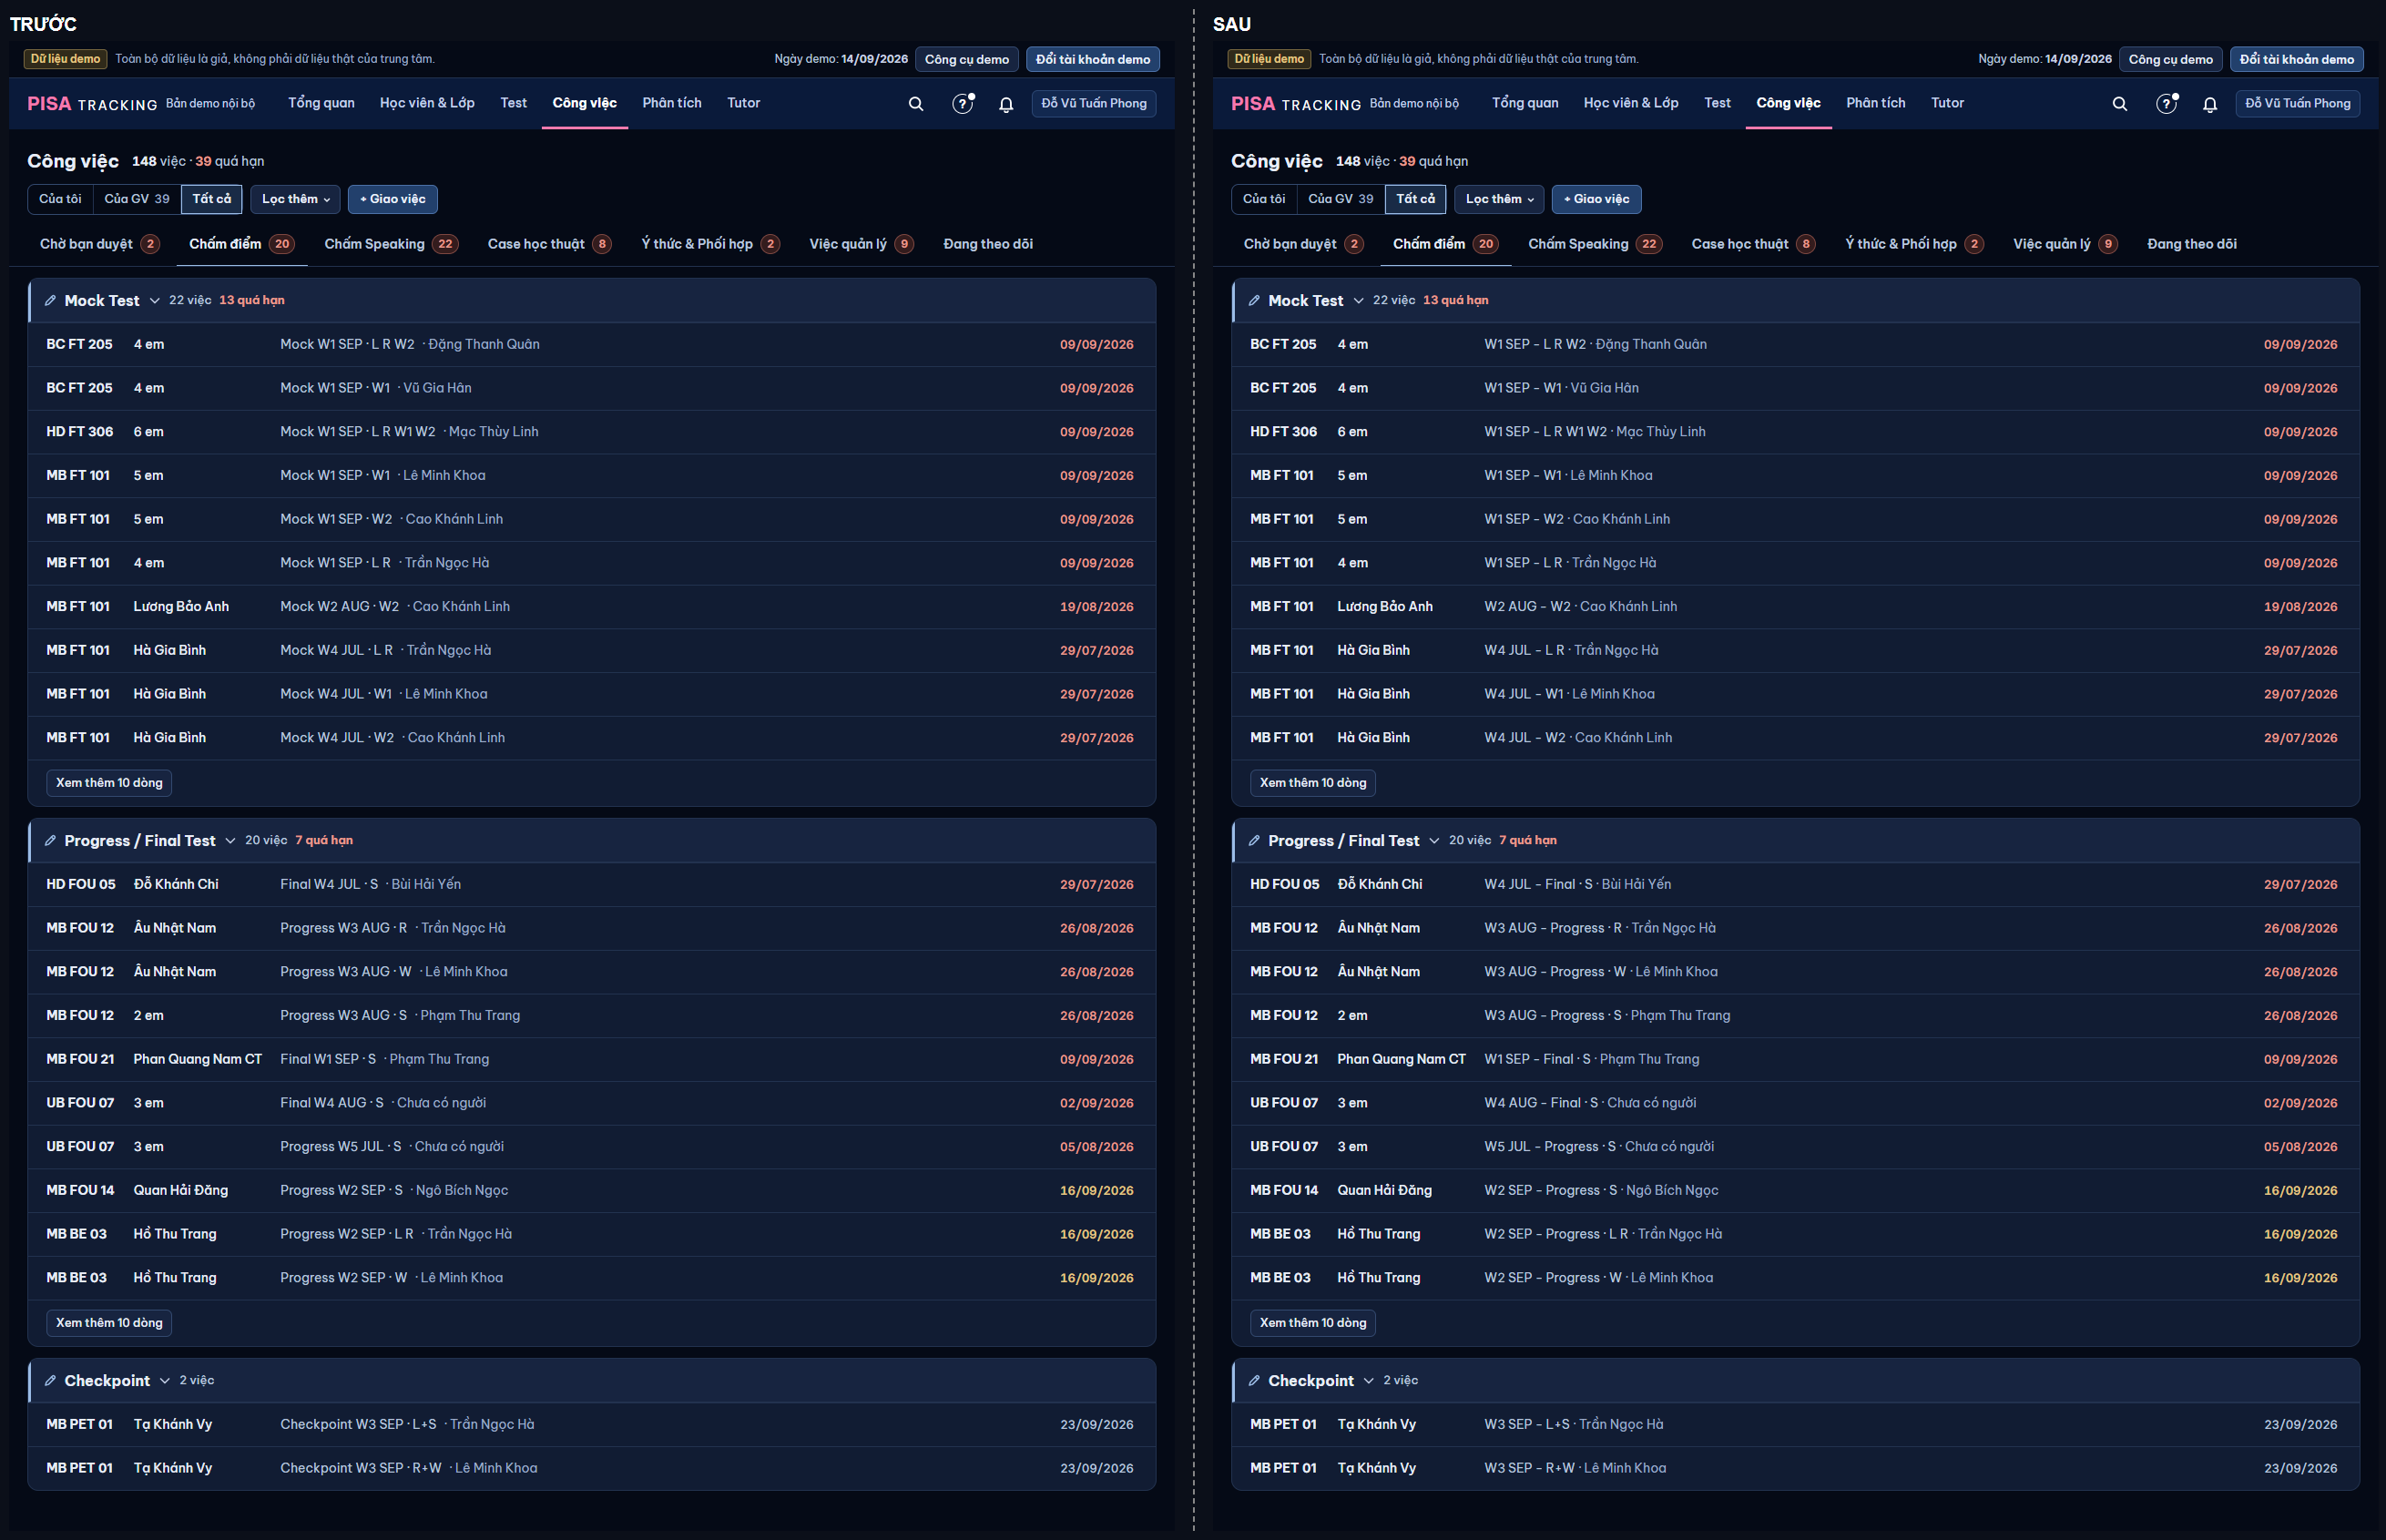 TRƯỚC
Dữ liệu demo Toàn bộ dữ liệu là giả, không phải dữ liệu thật của trung tâm. Ngày demo: 14/09/2026 Công cụ demo Đổi tài khoản demo
PISA TRACKING Bản demo nội bộ Tổng quan Học viên & Lớp Test Công việc Phân tích Tutor ? Đỗ Vũ Tuấn Phong
Công việc 148 việc · 39 quá hạn
Của tôi Của GV 39 Tất cả Lọc thêm + Giao việc
Chờ bạn duyệt 2 Chấm điểm 20 Chấm Speaking 22 Case học thuật 8 Ý thức & Phối hợp 2 Việc quản lý 9 Đang theo dõi
Mock Test 22 việc 13 quá hạn
BC FT 205 4 em Mock W1 SEP · L R W2 · Đặng Thanh Quân 09/09/2026
BC FT 205 4 em Mock W1 SEP · W1 · Vũ Gia Hân 09/09/2026
HD FT 306 6 em Mock W1 SEP · L R W1 W2 · Mạc Thùy Linh 09/09/2026
MB FT 101 5 em Mock W1 SEP · W1 · Lê Minh Khoa 09/09/2026
MB FT 101 5 em Mock W1 SEP · W2 · Cao Khánh Linh 09/09/2026
MB FT 101 4 em Mock W1 SEP · L R · Trần Ngọc Hà 09/09/2026
MB FT 101 Lương Bảo Anh Mock W2 AUG · W2 · Cao Khánh Linh 19/08/2026
MB FT 101 Hà Gia Bình Mock W4 JUL · L R · Trần Ngọc Hà 29/07/2026
MB FT 101 Hà Gia Bình Mock W4 JUL · W1 · Lê Minh Khoa 29/07/2026
MB FT 101 Hà Gia Bình Mock W4 JUL · W2 · Cao Khánh Linh 29/07/2026
Xem thêm 10 dòng
Progress / Final Test 20 việc 7 quá hạn
HD FOU 05 Đỗ Khánh Chi Final W4 JUL · S · Bùi Hải Yến 29/07/2026
MB FOU 12 Âu Nhật Nam Progress W3 AUG · R · Trần Ngọc Hà 26/08/2026
MB FOU 12 Âu Nhật Nam Progress W3 AUG · W · Lê Minh Khoa 26/08/2026
MB FOU 12 2 em Progress W3 AUG · S · Phạm Thu Trang 26/08/2026
MB FOU 21 Phan Quang Nam CT Final W1 SEP · S · Phạm Thu Trang 09/09/2026
UB FOU 07 3 em Final W4 AUG · S · Chưa có người 02/09/2026
UB FOU 07 3 em Progress W5 JUL · S · Chưa có người 05/08/2026
MB FOU 14 Quan Hải Đăng Progress W2 SEP · S · Ngô Bích Ngọc 16/09/2026
MB BE 03 Hồ Thu Trang Progress W2 SEP · L R · Trần Ngọc Hà 16/09/2026
MB BE 03 Hồ Thu Trang Progress W2 SEP · W · Lê Minh Khoa 16/09/2026
Xem thêm 10 dòng
Checkpoint 2 việc
MB PET 01 Tạ Khánh Vy Checkpoint W3 SEP · L+S · Trần Ngọc Hà 23/09/2026
MB PET 01 Tạ Khánh Vy Checkpoint W3 SEP · R+W · Lê Minh Khoa 23/09/2026
SAU
Dữ liệu demo Toàn bộ dữ liệu là giả, không phải dữ liệu thật của trung tâm. Ngày demo: 14/09/2026 Công cụ demo Đổi tài khoản demo
PISA TRACKING Bản demo nội bộ Tổng quan Học viên & Lớp Test Công việc Phân tích Tutor ? Đỗ Vũ Tuấn Phong
Công việc 148 việc · 39 quá hạn
Của tôi Của GV 39 Tất cả Lọc thêm + Giao việc
Chờ bạn duyệt 2 Chấm điểm 20 Chấm Speaking 22 Case học thuật 8 Ý thức & Phối hợp 2 Việc quản lý 9 Đang theo dõi
Mock Test 22 việc 13 quá hạn
BC FT 205 4 em W1 SEP – L R W2 · Đặng Thanh Quân 09/09/2026
BC FT 205 4 em W1 SEP – W1 · Vũ Gia Hân 09/09/2026
HD FT 306 6 em W1 SEP – L R W1 W2 · Mạc Thùy Linh 09/09/2026
MB FT 101 5 em W1 SEP – W1 · Lê Minh Khoa 09/09/2026
MB FT 101 5 em W1 SEP – W2 · Cao Khánh Linh 09/09/2026
MB FT 101 4 em W1 SEP – L R · Trần Ngọc Hà 09/09/2026
MB FT 101 Lương Bảo Anh W2 AUG – W2 · Cao Khánh Linh 19/08/2026
MB FT 101 Hà Gia Bình W4 JUL – L R · Trần Ngọc Hà 29/07/2026
MB FT 101 Hà Gia Bình W4 JUL – W1 · Lê Minh Khoa 29/07/2026
MB FT 101 Hà Gia Bình W4 JUL – W2 · Cao Khánh Linh 29/07/2026
Xem thêm 10 dòng
Progress / Final Test 20 việc 7 quá hạn
HD FOU 05 Đỗ Khánh Chi W4 JUL – Final · S · Bùi Hải Yến 29/07/2026
MB FOU 12 Âu Nhật Nam W3 AUG – Progress · R · Trần Ngọc Hà 26/08/2026
MB FOU 12 Âu Nhật Nam W3 AUG – Progress · W · Lê Minh Khoa 26/08/2026
MB FOU 12 2 em W3 AUG – Progress · S · Phạm Thu Trang 26/08/2026
MB FOU 21 Phan Quang Nam CT W1 SEP – Final · S · Phạm Thu Trang 09/09/2026
UB FOU 07 3 em W4 AUG – Final · S · Chưa có người 02/09/2026
UB FOU 07 3 em W5 JUL – Progress · S · Chưa có người 05/08/2026
MB FOU 14 Quan Hải Đăng W2 SEP – Progress · S · Ngô Bích Ngọc 16/09/2026
MB BE 03 Hồ Thu Trang W2 SEP – Progress · L R · Trần Ngọc Hà 16/09/2026
MB BE 03 Hồ Thu Trang W2 SEP – Progress · W · Lê Minh Khoa 16/09/2026
Xem thêm 10 dòng
Checkpoint 2 việc
MB PET 01 Tạ Khánh Vy W3 SEP – L+S · Trần Ngọc Hà 23/09/2026
MB PET 01 Tạ Khánh Vy W3 SEP – R+W · Lê Minh Khoa 23/09/2026